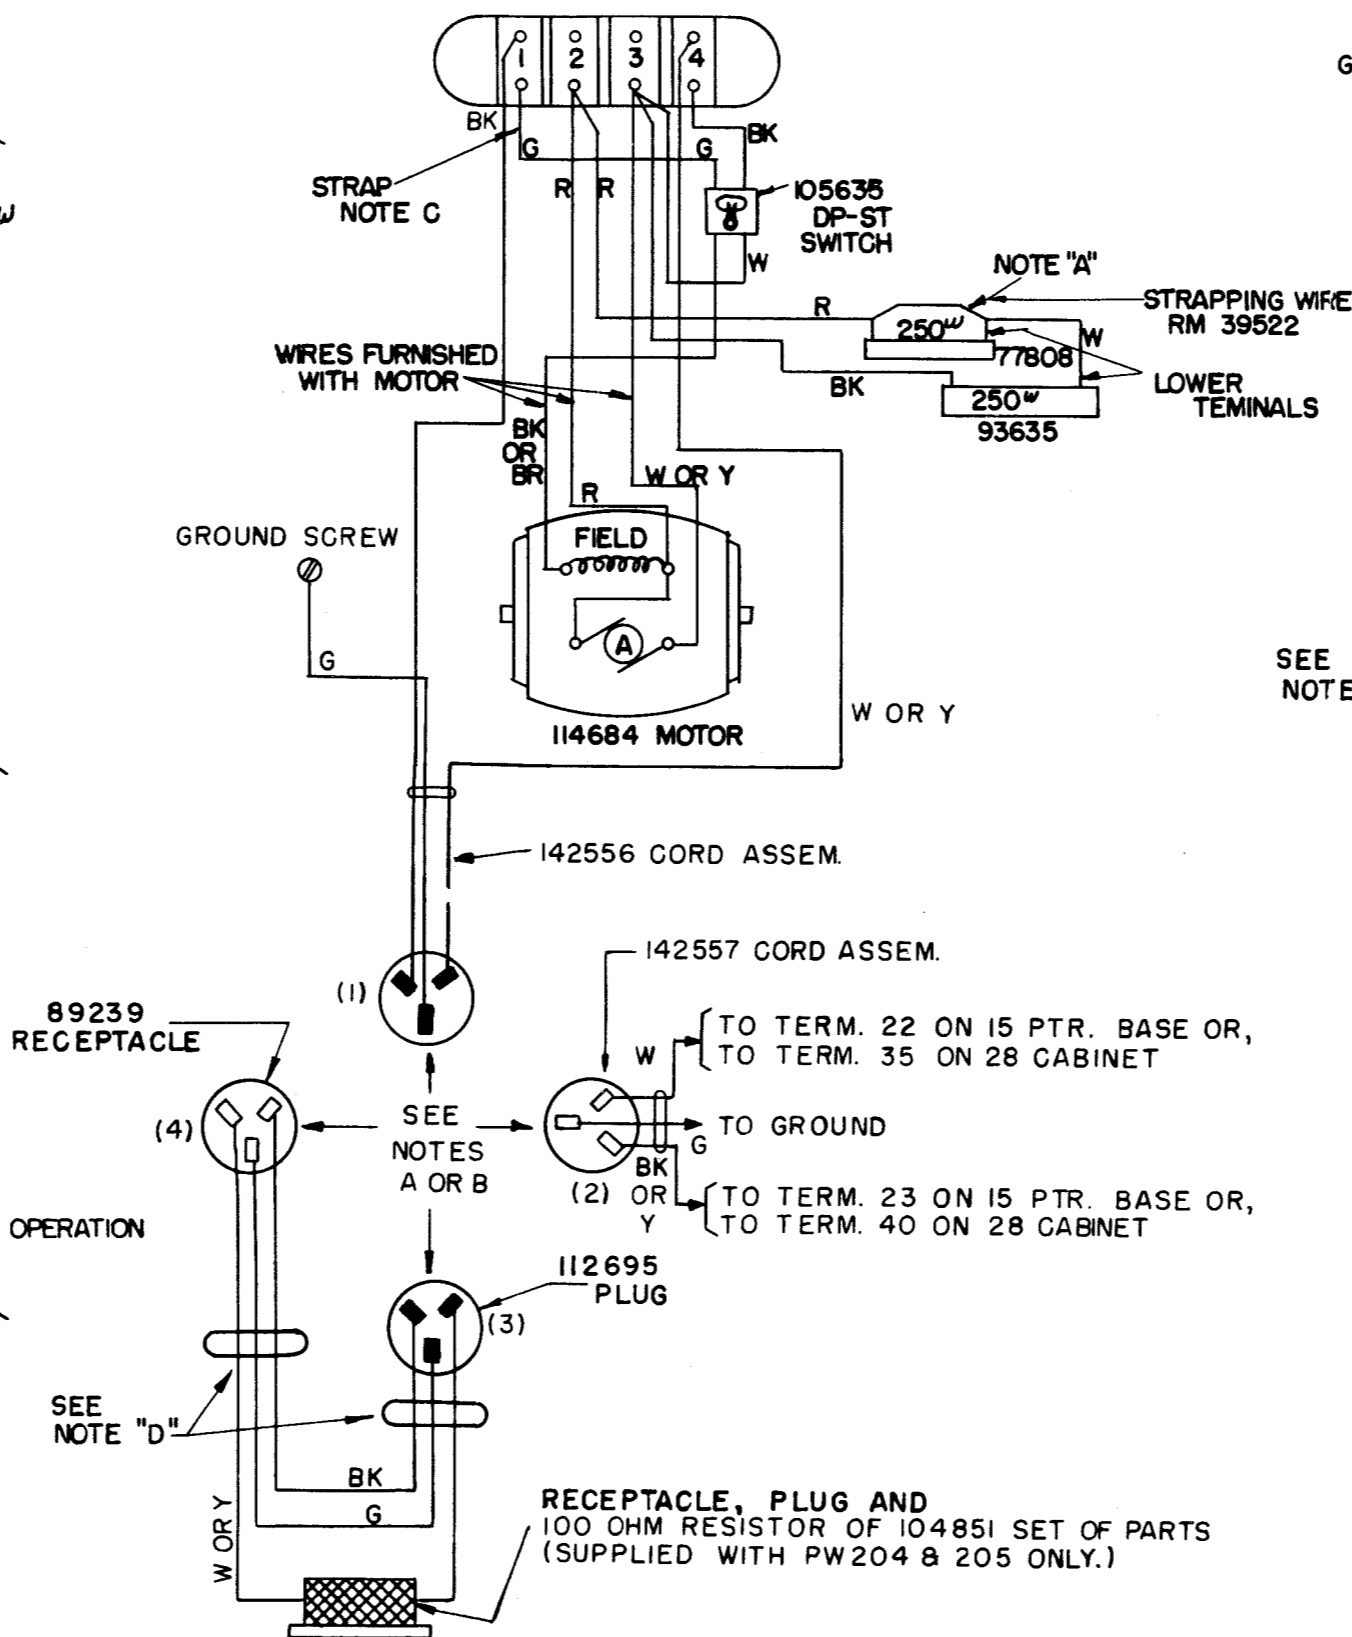 1 2 3 4
G
BK
G
G
BK
STRAP
NOTE C
R R
105635
DP-ST
SWITCH
W
ω
NOTE "A"
STRAPPING WIRE
RM 39522
R
250ω
W
77808
WIRES FURNISHED
WITH MOTOR
BK
LOWER
TEMINALS
250ω
93635
BK
OR
BR
W OR Y
R
GROUND SCREW
FIELD
G
A
SEE
NOTE
W OR Y
114684 MOTOR
142556 CORD ASSEM.
142557 CORD ASSEM.
(1)
89239
RECEPTACLE
W
TO TERM. 22 ON 15 PTR. BASE OR,
TO TERM. 35 ON 28 CABINET
(4)
SEE
NOTES
A OR B
TO GROUND
G
(2)
BK
OR
Y
TO TERM. 23 ON 15 PTR. BASE OR,
TO TERM. 40 ON 28 CABINET
OPERATION
112695
PLUG
(3)
SEE
NOTE "D"
BK
G
W OR Y
RECEPTACLE, PLUG AND
100 OHM RESISTOR OF 104851 SET OF PARTS
(SUPPLIED WITH PW204 & 205 ONLY.)